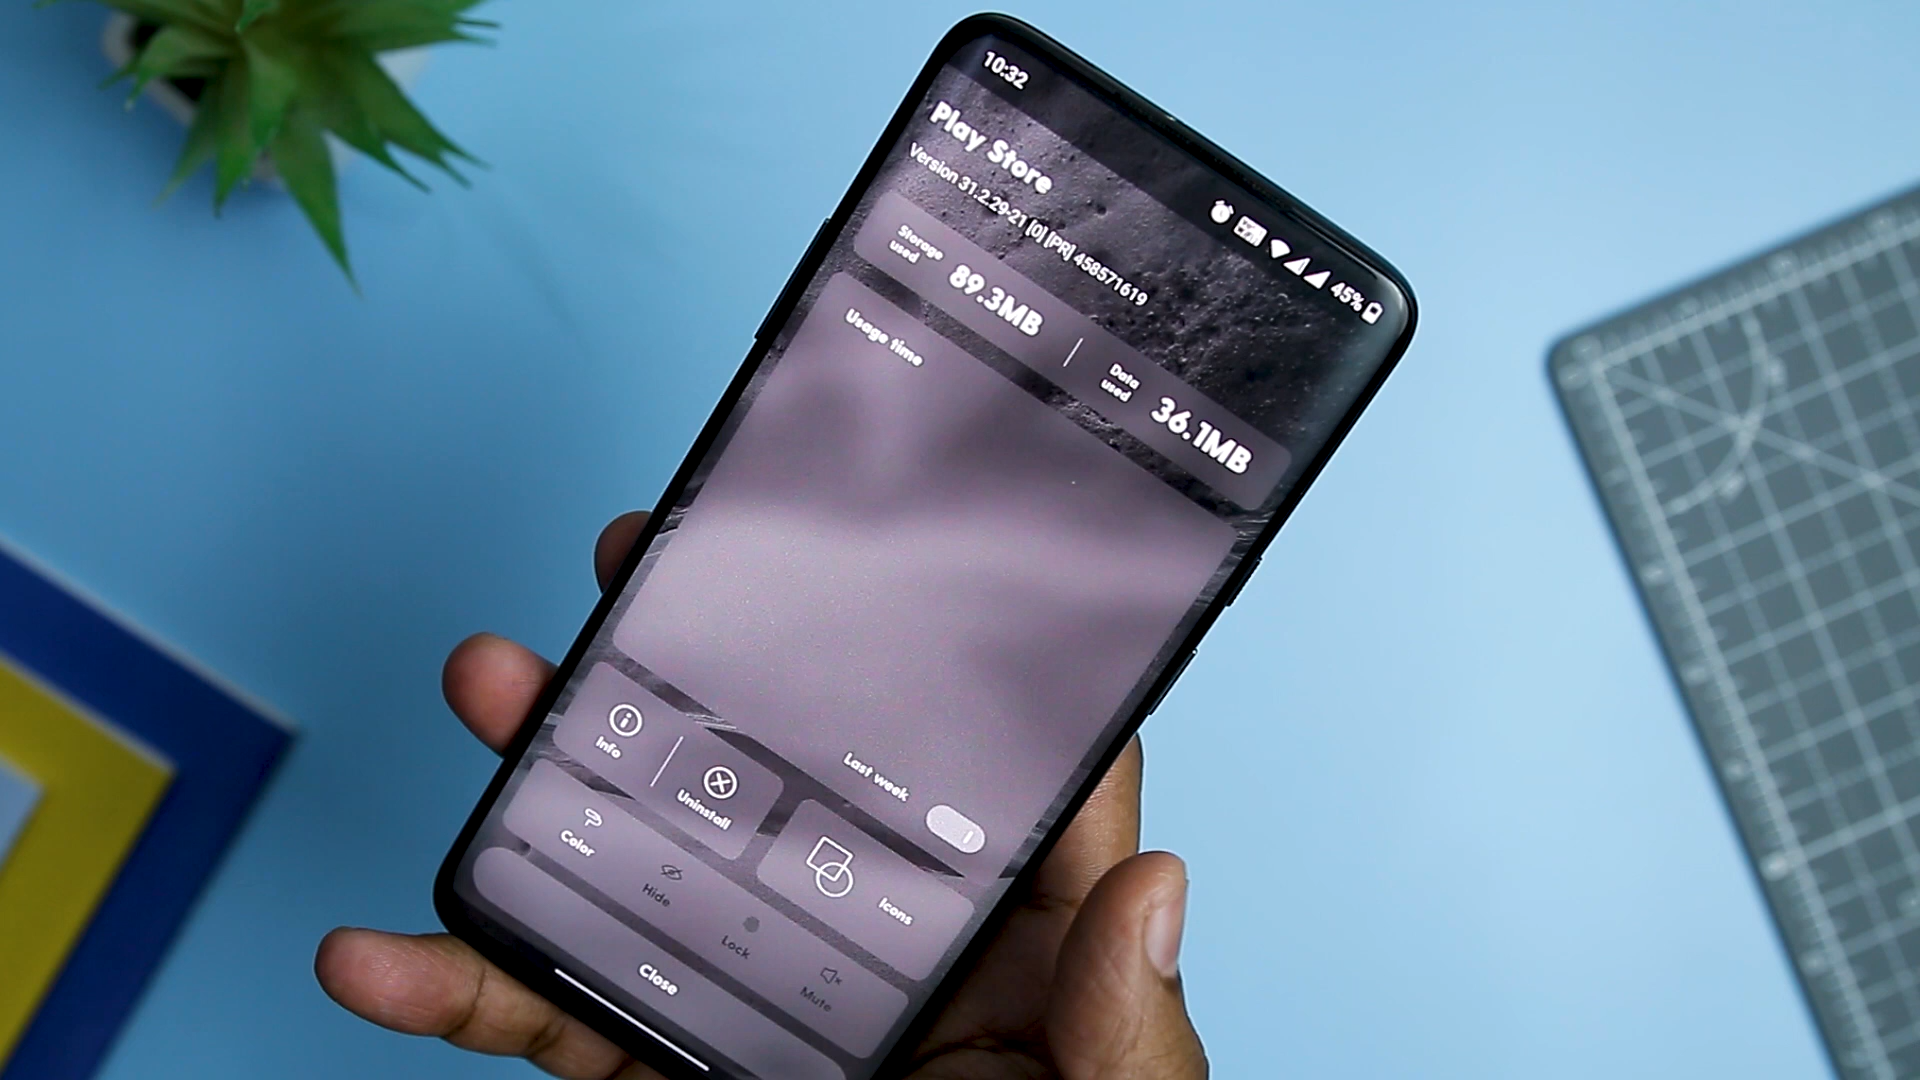 10:32
45%
Play Store
Version 31.2.29-21 [0] [PR] 458571619
Storage
used
89.3MB
Data
used
36.1MB
Usage time
Last week
Info
Uninstall
Icons
Color
Hide
Lock
Mute
Close